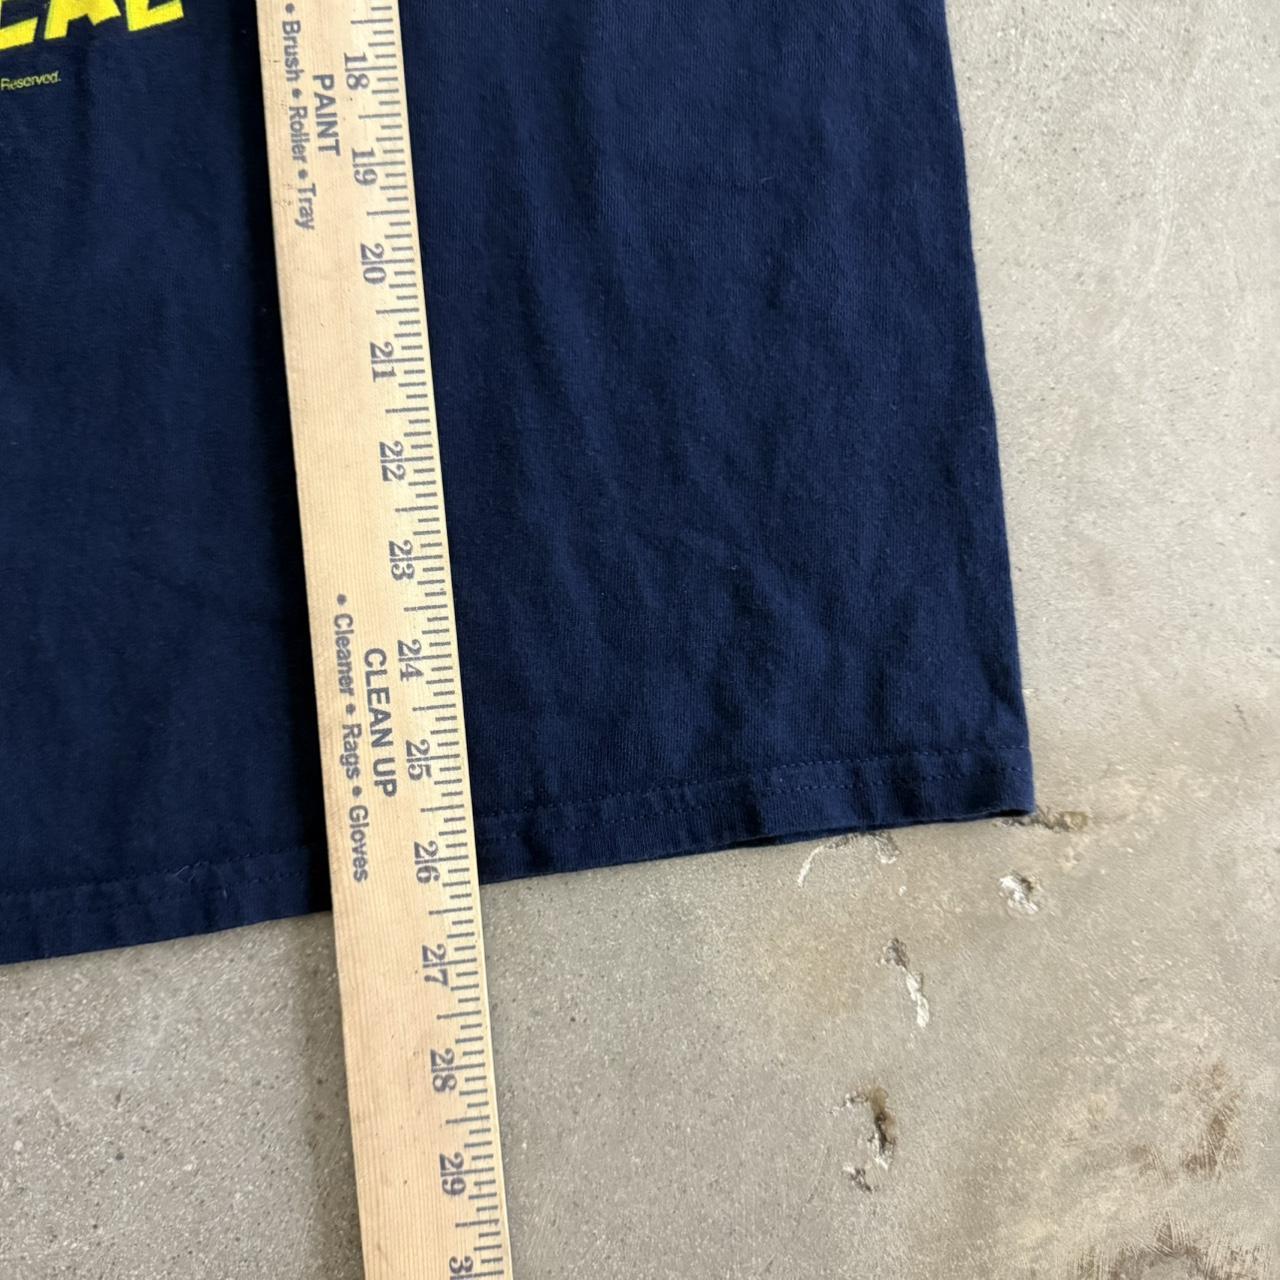 Reserved.
• Brush • Roller • Tray
PAINT
18
19
20
21
22
23
24
25
26
27
28
29
3
CLEAN UP
• Cleaner • Rags • Gloves